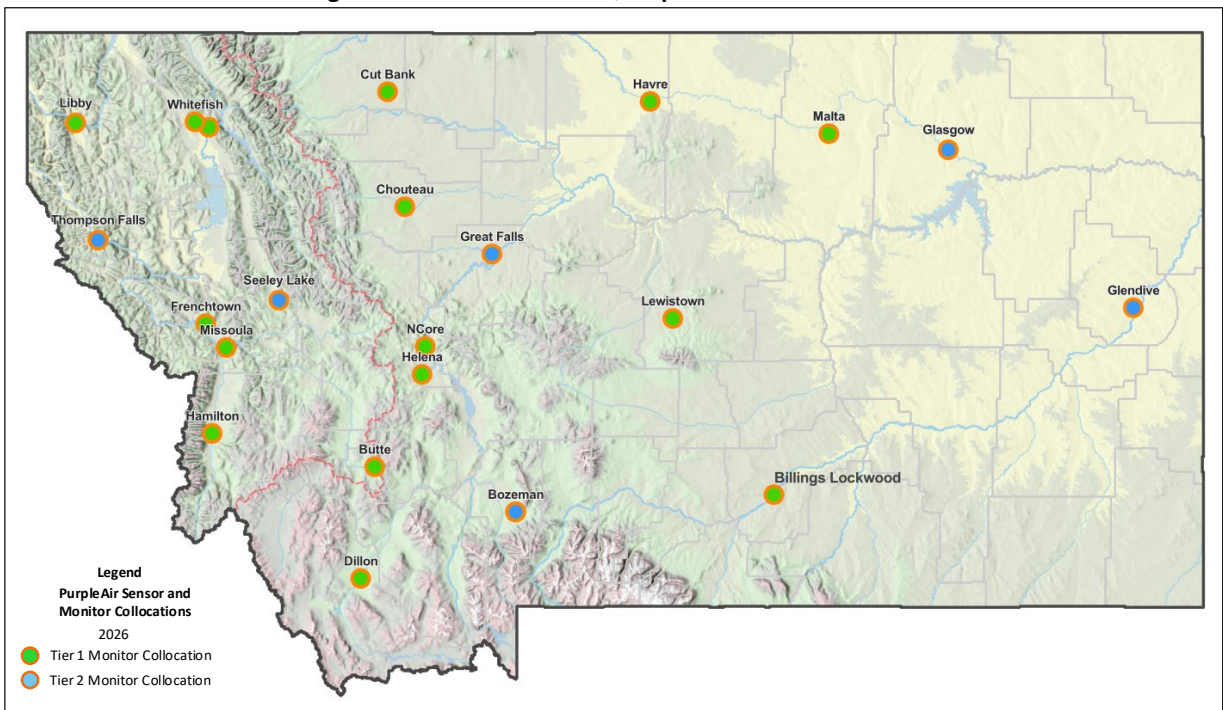 Cut Bank
Havre
Libby
Whitefish
Malta
Glasgow
Chouteau
Thompson Falls
Great Falls
Seeley Lake
Glendive
Frenchtown
Lewistown
Missoula
NCore
Helena
Hamilton
Butte
Billings Lockwood
Bozeman
Dillon
Legend
PurpleAir Sensor and
Monitor Collocations
2026
Tier 1 Monitor Collocation
Tier 2 Monitor Collocation